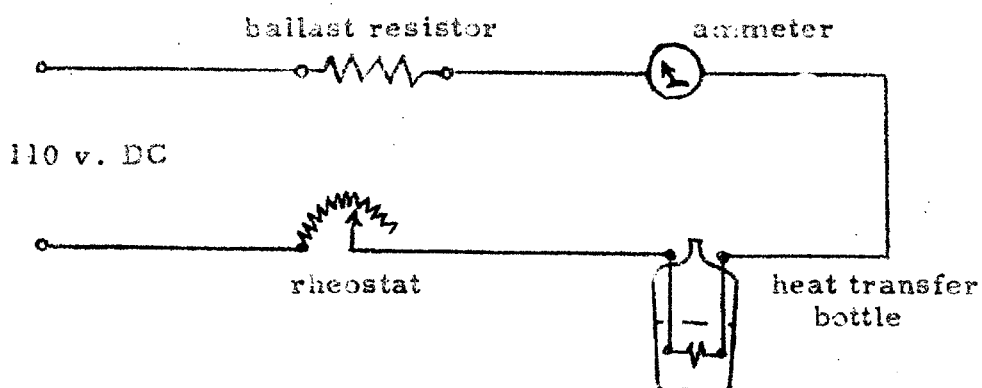 ballast resistor
ammeter
110 v. DC
rheostat
heat transfer
bottle